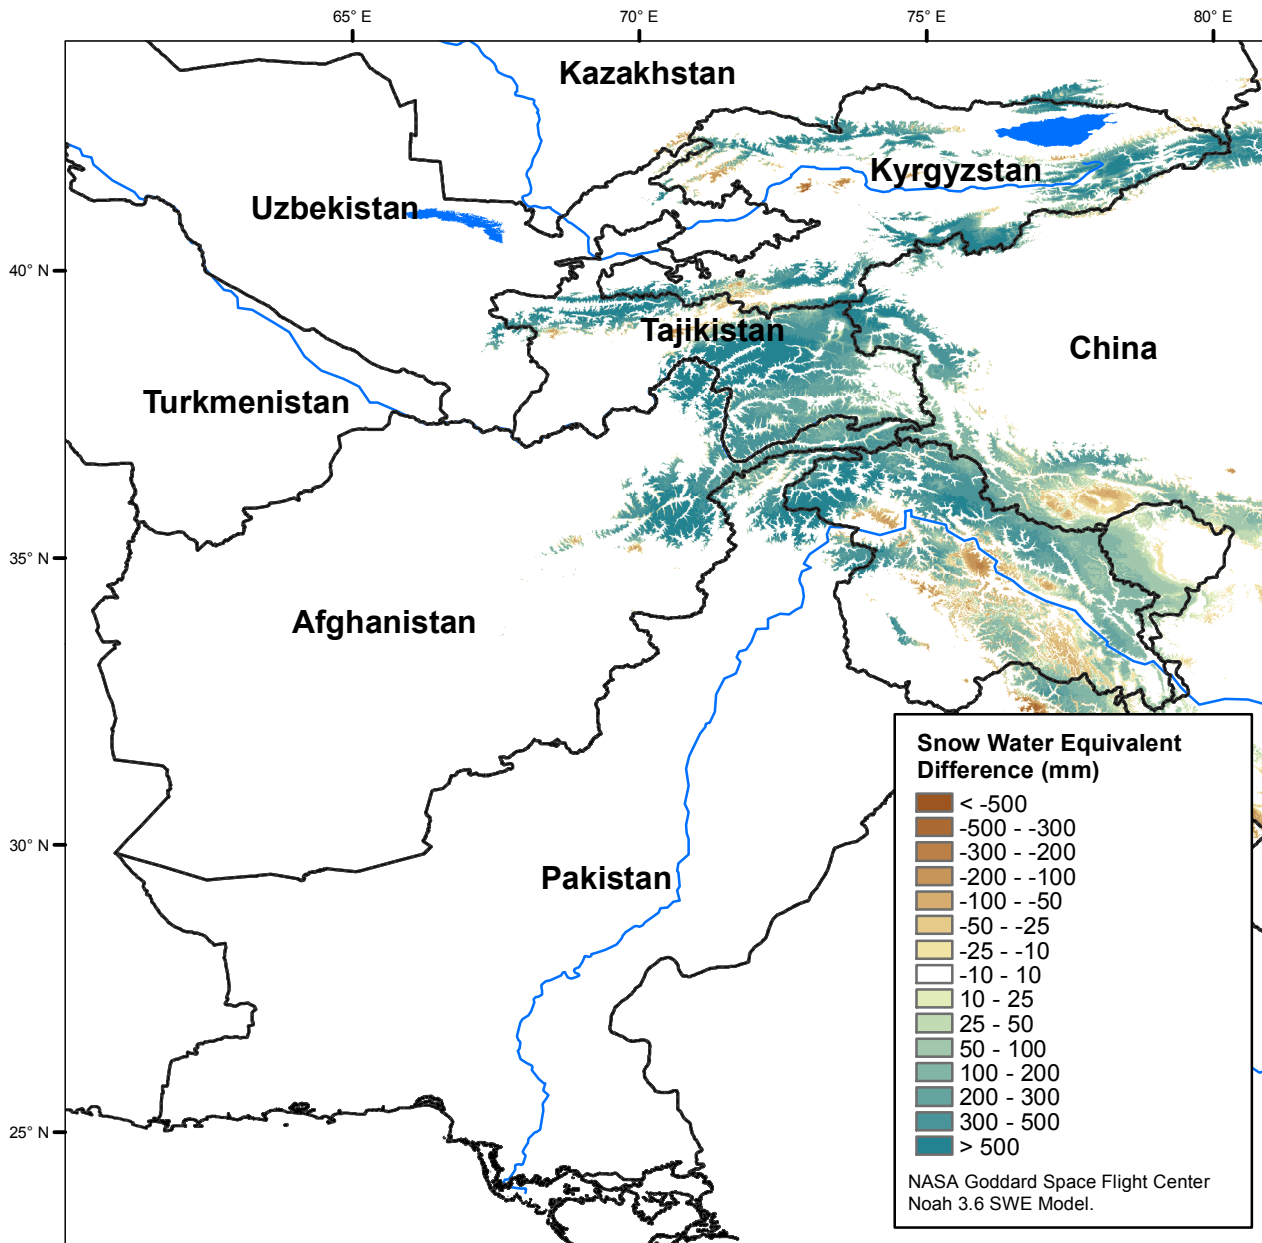 65° E
70° E
75° E
80° E
Kazakhstan
Kyrgyzstan
Uzbekistan
40° N
Tajikistan
China
Turkmenistan
35° N
Afghanistan
30° N
Pakistan
25° N
Snow Water Equivalent
Difference (mm)
< -500
-500 - -300
-300 - -200
-200 - -100
-100 - -50
-50 - -25
-25 - -10
-10 - 10
10 - 25
25 - 50
50 - 100
100 - 200
200 - 300
300 - 500
> 500
NASA Goddard Space Flight Center
Noah 3.6 SWE Model.